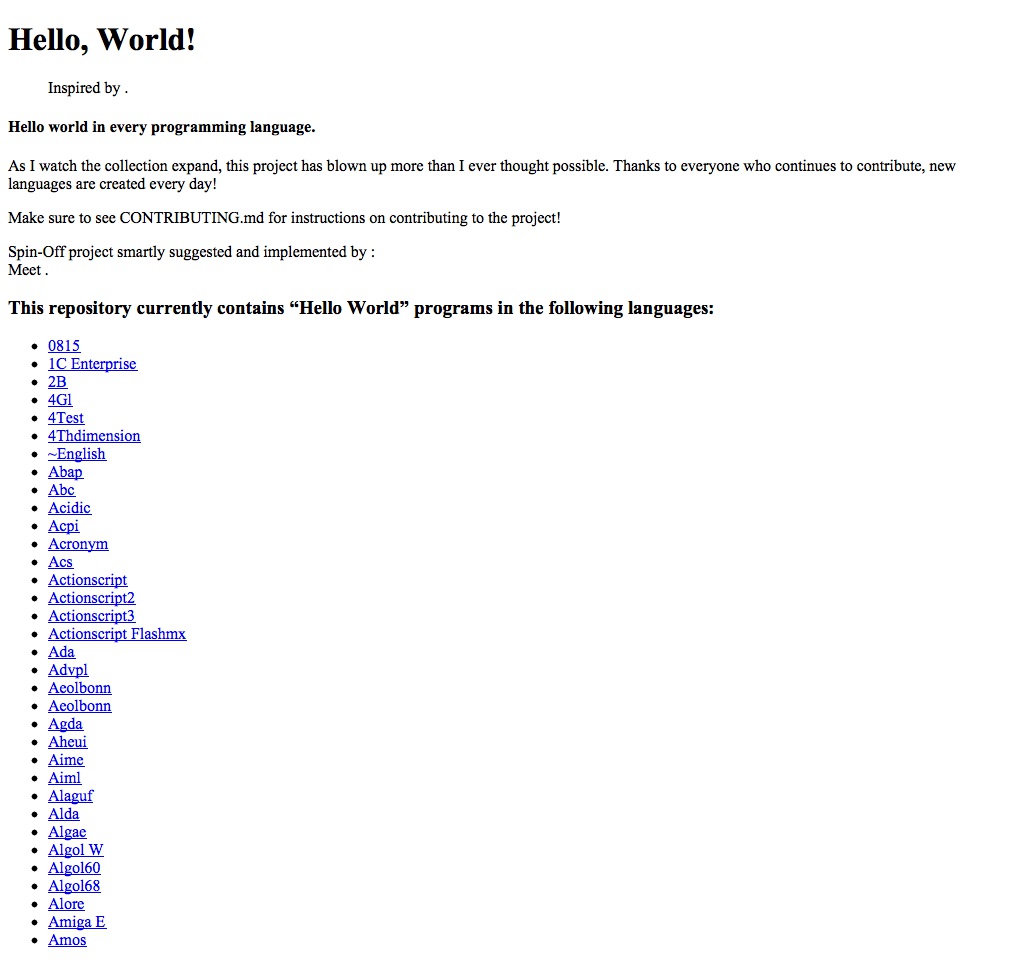 Hello, World!
Inspired by .
Hello world in every programming language.
As I watch the collection expand, this project has blown up more than I ever thought possible. Thanks to everyone who continues to contribute, new
languages are created every day!
Make sure to see CONTRIBUTING.md for instructions on contributing to the project!
Spin-Off project smartly suggested and implemented by :
Meet .
This repository currently contains “Hello World” programs in the following languages:
0815
1C Enterprise
2B
4Gl
4Test
4Thdimension
~English
Abap
Abc
Acidic
Acpi
Acronym
Acs
Actionscript
Actionscript2
Actionscript3
Actionscript Flashmx
Ada
Advpl
Aeolbonn
Aeolbonn
Agda
Aheui
Aime
Aiml
Alaguf
Alda
Algae
Algol W
Algol60
Algol68
Alore
Amiga E
Amos